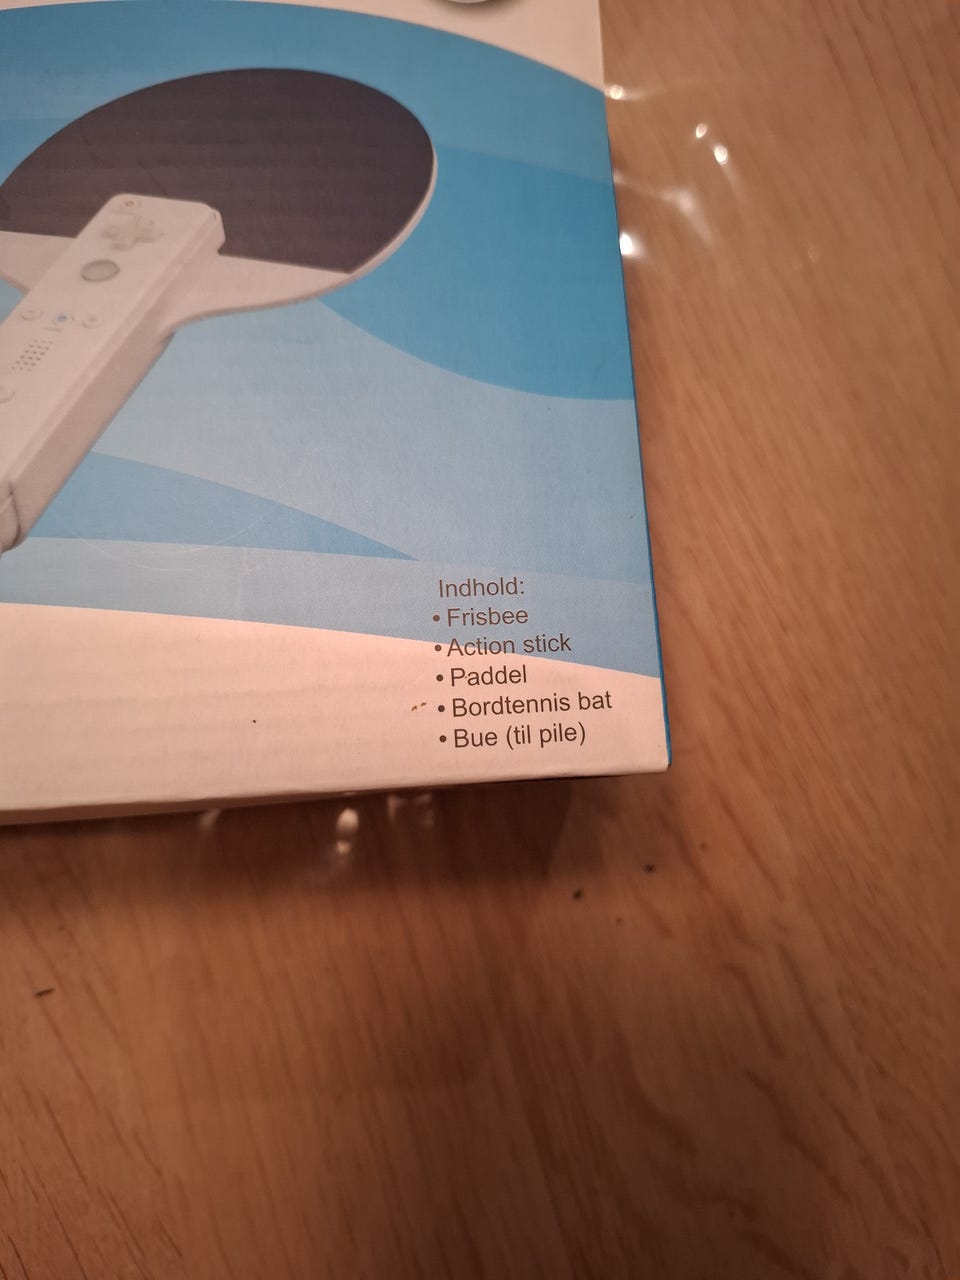 Indhold:
• Frisbee
• Action stick
• Paddel
• Bordtennis bat
• Bue (til pile)